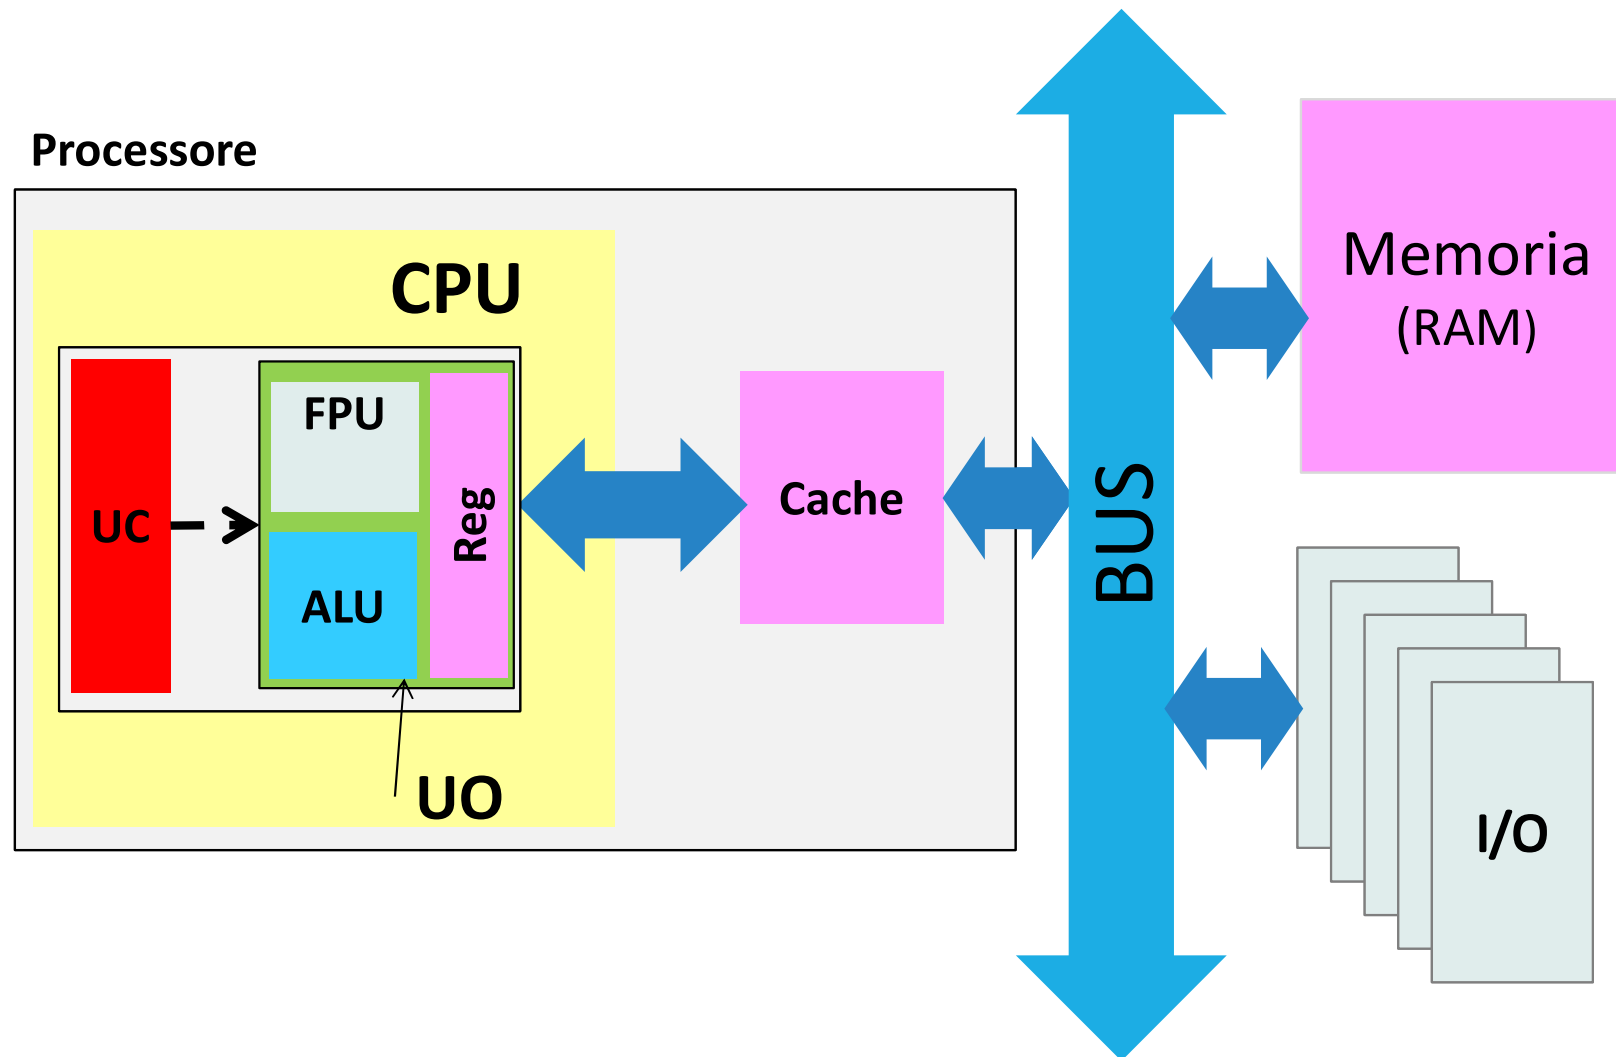 Processore
CPU
UC
FPU
ALU
Reg
UO
Cache
BUS
Memoria
(RAM)
I/O